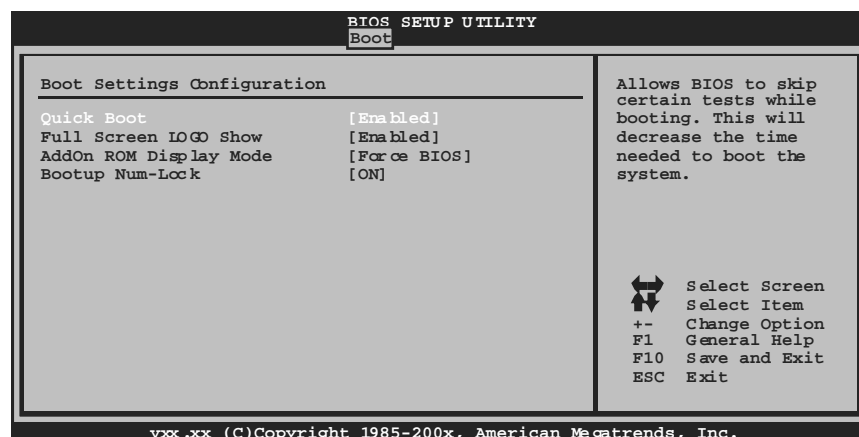 BIOS SETUP UTILITY
Boot
Boot Settings Configuration
Quick Boot [Enabled]
Full Screen LOGO Show [Enabled]
AddOn ROM Display Mode [Force BIOS]
Bootup Num-Lock [ON]
Allows BIOS to skip
certain tests while
booting. This will
decrease the time
needed to boot the
system.
Select Screen
Select Item
+- Change Option
F1 General Help
F10 Save and Exit
ESC Exit
vxx.xx (C)Copyright 1985-200x, American Megatrends, Inc.